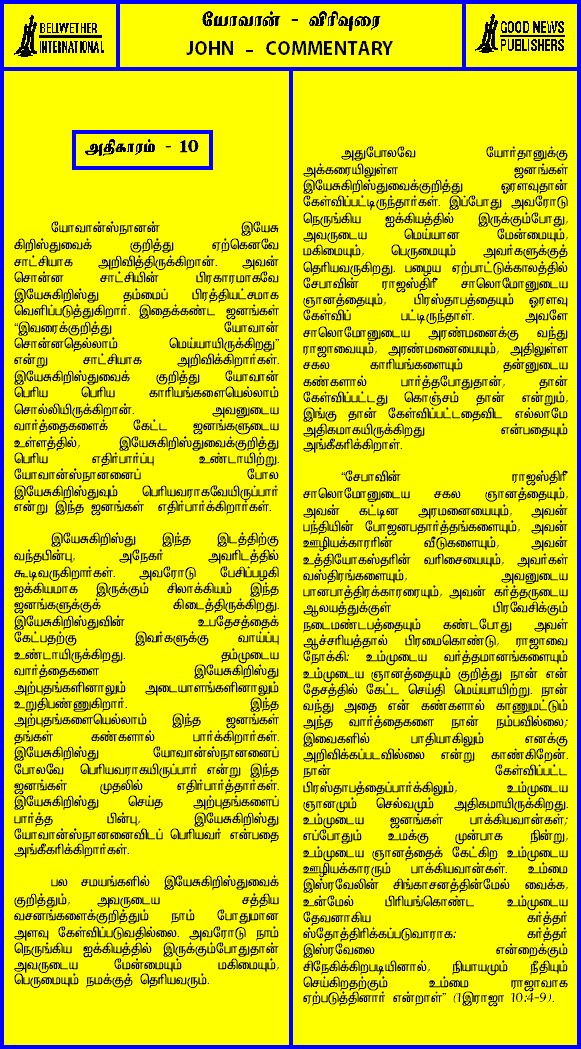 BELWETHER
INTERNATIONAL
யோவான் - விரிவுரை
JOHN - COMMENTARY
GOOD NEWS
PUBLISHERS
அதிகாரம் - 10
யோவான்ஸ்நானன் இயேசு
கிறிஸ்துவைக் குறித்து ஏற்கெனவே
சாட்சியாக அறிவித்திருக்கிறான். அவன்
சொன்ன சாட்சியின் பிரகாரமாகவே
இயேசுகிறிஸ்து தம்மைப் பிரத்தியட்சமாக
வெளிப்படுத்துகிறார். இதைக்கண்ட ஜனங்கள்
“இவரைக்குறித்து யோவான்
சொன்னதெல்லாம் மெய்யாயிருக்கிறது”
என்று சாட்சியாக அறிவிக்கிறார்கள்.
இயேசுகிறிஸ்துவைக் குறித்து யோவான்
பெரிய பெரிய காரியங்களையெல்லாம்
சொல்லியிருக்கிறான். அவனுடைய
வார்த்தைகளைக் கேட்ட ஜனங்களுடைய
உள்ளத்தில், இயேசுகிறிஸ்துவைக்குறித்து
பெரிய எதிர்பார்ப்பு உண்டாயிற்று.
யோவான்ஸ்நானனைப் போல
இயேசுகிறிஸ்துவும் பெரியவராகவேயிருப்பார்
என்று இந்த ஜனங்கள் எதிர்பார்க்கிறார்கள்.
இயேசுகிறிஸ்து இந்த இடத்திற்கு
வந்தபின்பு, அநேகர் அவரிடத்தில்
கூடிவருகிறார்கள். அவரோடு பேசிப்பழகி
ஐக்கியமாக இருக்கும் சிலாக்கியம் இந்த
ஜனங்களுக்குக் கிடைத்திருக்கிறது.
இயேசுகிறிஸ்துவின் உபதேசத்தைக்
கேட்பதற்கு இவர்களுக்கு வாய்ப்பு
உண்டாயிருக்கிறது. தம்முடைய
வார்த்தைகளை இயேசுகிறிஸ்து
அற்புதங்களினாலும் அடையாளங்களினாலும்
உறுதிபண்ணுகிறார். இந்த
அற்புதங்களையெல்லாம் இந்த ஜனங்கள்
தங்கள் கண்களால் பார்க்கிறார்கள்.
இயேசுகிறிஸ்து யோவான்ஸ்நானனைப்
போலவே பெரியவராகயிருப்பார் என்று இந்த
ஜனங்கள் முதலில் எதிர்பார்த்தார்கள்.
இயேசுகிறிஸ்து செய்த அற்புதங்களைப்
பார்த்த பின்பு, இயேசுகிறிஸ்து
யோவான்ஸ்நானனைவிடப் பெரியவர் என்பதை
அங்கீகரிக்கிறார்கள்.
பல சமயங்களில் இயேசுகிறிஸ்துவைக்
குறித்தும், அவருடைய சத்திய
வசனங்களைக்குறித்தும் நாம் போதுமான
அளவு கேள்விப்படுவதில்லை. அவரோடு நாம்
நெருங்கிய ஐக்கியத்தில் இருக்கும்போதுதான்
அவருடைய மேன்மையும் மகிமையும்,
பெருமையும் நமக்குத் தெரியவரும்.
அதுபோலவே யோர்தானுக்கு
அக்கரையிலுள்ள ஜனங்கள்
இயேசுகிறிஸ்துவைக்குறித்து ஓரளவுதான்
கேள்விப்பட்டிருந்தார்கள். இப்போது அவரோடு
நெருங்கிய ஐக்கியத்தில் இருக்கும்போது,
அவருடைய மெய்யான மேன்மையும்,
மகிமையும், பெருமையும் அவர்களுக்குத்
தெரியவருகிறது. பழைய ஏற்பாட்டுக்காலத்தில்
சேபாவின் ராஜஸ்திரீ சாலொமோனுடைய
ஞானத்தையும், பிரஸ்தாபத்தையும் ஓரளவு
கேள்விப் பட்டிருந்தாள். அவளே
சாலொமோனுடைய அரண்மனைக்கு வந்து
ராஜாவையும், அரண்மனையையும், அதிலுள்ள
சகல காரியங்களையும் தன்னுடைய
கண்களால் பார்த்தபோதுதான், தான்
கேள்விப்பட்டது கொஞ்சம் தான் என்றும்,
இங்கு தான் கேள்விப்பட்டதைவிட எல்லாமே
அதிகமாகயிருக்கிறது என்பதையும்
அங்கீகரிக்கிறாள்.
“சேபாவின் ராஜஸ்திரீ
சாலொமோனுடைய சகல ஞானத்தையும்,
அவன் கட்டின அரமனையையும், அவன்
பந்தியின் போஜனபதார்த்தங்களையும், அவன்
ஊழியக்காரரின் வீடுகளையும், அவன்
உத்தியோகஸ்தரின் வரிசையையும், அவர்கள்
வஸ்திரங்களையும், அவனுடைய
பானபாத்திரக்காரரையும், அவன் கர்த்தருடைய
ஆலயத்துக்குள் பிரவேசிக்கும்
நடைமண்டபத்தையும் கண்டபோது அவள்
ஆச்சரியத்தால் பிரமைகொண்டு, ராஜாவை
நோக்கி: உம்முடைய வர்த்தமானங்களையும்
உம்முடைய ஞானத்தையும் குறித்து நான் என்
தேசத்தில் கேட்ட செய்தி மெய்யாயிற்று. நான்
வந்து அதை என் கண்களால் காணுமட்டும்
அந்த வார்த்தைகளை நான் நம்பவில்லை;
இவைகளில் பாதியாகிலும் எனக்கு
அறிவிக்கப்படவில்லை என்று காண்கிறேன்.
நான் கேள்விப்பட்ட
பிரஸ்தாபத்தைப்பார்க்கிலும், உம்முடைய
ஞானமும் செல்வமும் அதிகமாயிருக்கிறது.
உம்முடைய ஜனங்கள் பாக்கியவான்கள்;
எப்போதும் உமக்கு முன்பாக நின்று,
உம்முடைய ஞானத்தைக் கேட்கிற உம்முடைய
ஊழியக்காரரும் பாக்கியவான்கள். உம்மை
இஸ்ரவேலின் சிங்காசனத்தின்மேல் வைக்க,
உன்மேல் பிரியங்கொண்ட உம்முடைய
தேவனாகிய கர்த்தர்
ஸ்தோத்திரிக்கப்படுவாராக; கர்த்தர்
இஸ்ரவேலை என்றைக்கும்
சிநேகிக்கிறபடியினால், நியாயமும் நீதியும்
செய்கிறதற்கும் உம்மை ராஜாவாக
ஏற்படுத்தினார் என்றாள்” (1இராஜா 10:4-9).